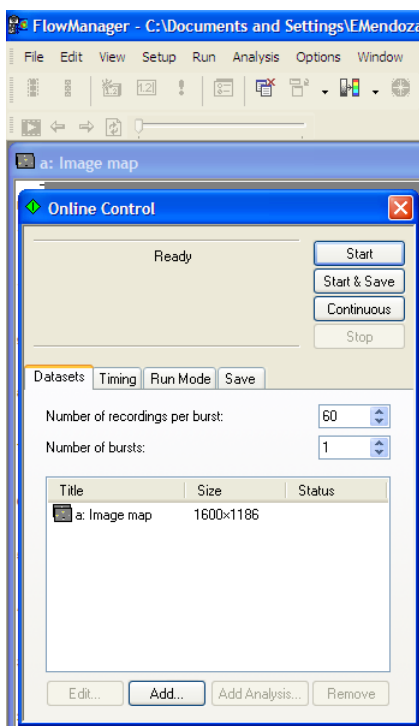 FlowManager - C:\Documents and Settings\EMendoza
File Edit View Setup Run Analysis Options Window
1.2
a: Image map
Online Control
Ready
Start
Start & Save
Continuous
Stop
Datasets Timing Run Mode Save
Number of recordings per burst: 60
Number of bursts: 1
Title Size Status
a: Image map 1600×1186
Edit... Add... Add Analysis... Remove